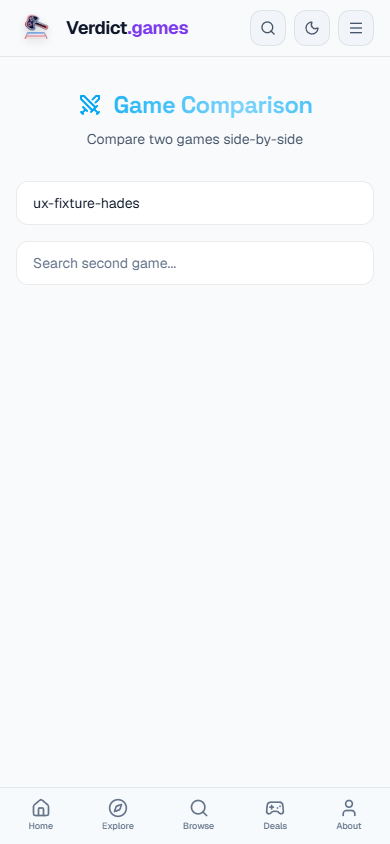 Verdict.games
Game Comparison
Compare two games side-by-side
ux-fixture-hades
Search second game...
Home Explore Browse Deals About